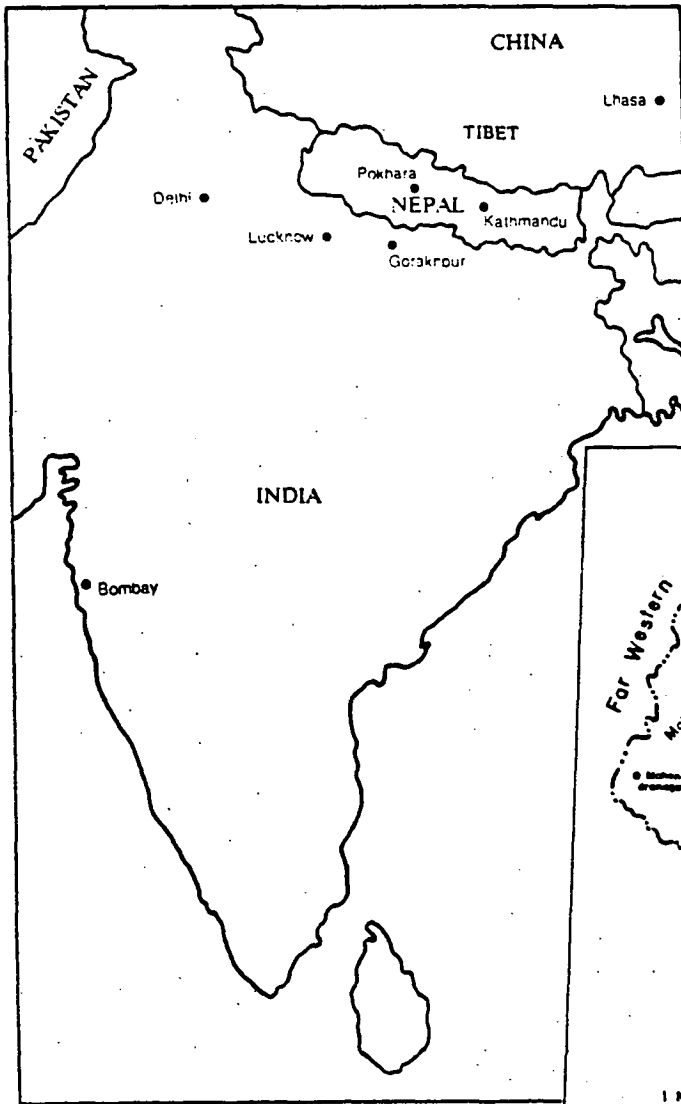 CHINA
Lhasa
PAKISTAN
TIBET
Pokhara
Delhi
NEPAL
Kathmandu
Lucknow
Gorakhpur
INDIA
Bombay
Far Western